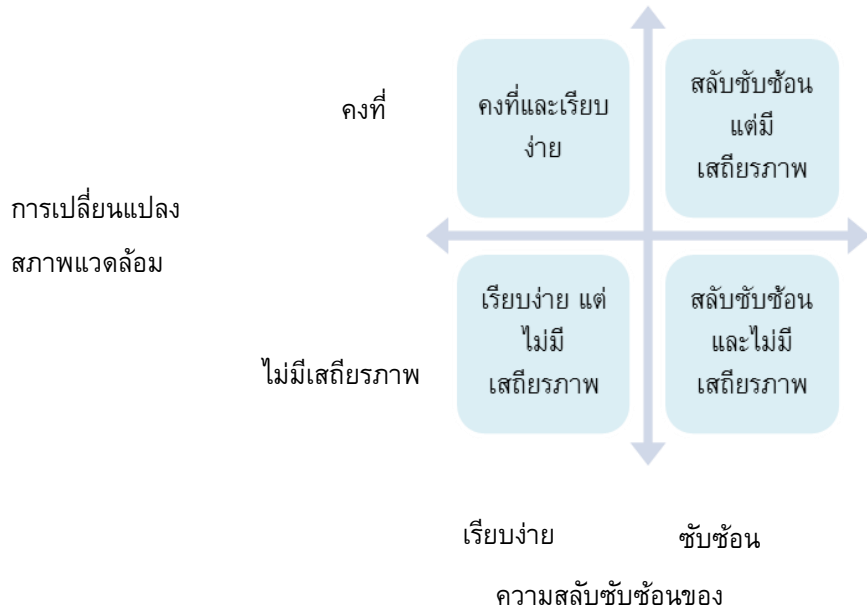 คงที่
คงที่และเรียบ
ง่าย
สลับซับซ้อน
แต่มี
เสถียรภาพ
การเปลี่ยนแปลง
สภาพแวดล้อม
ไม่มีเสถียรภาพ
เรียบง่าย แต่
ไม่มี
เสถียรภาพ
สลับซับซ้อน
และไม่มี
เสถียรภาพ
เรียบง่าย
ซับซ้อน
ความสลับซับซ้อนของ